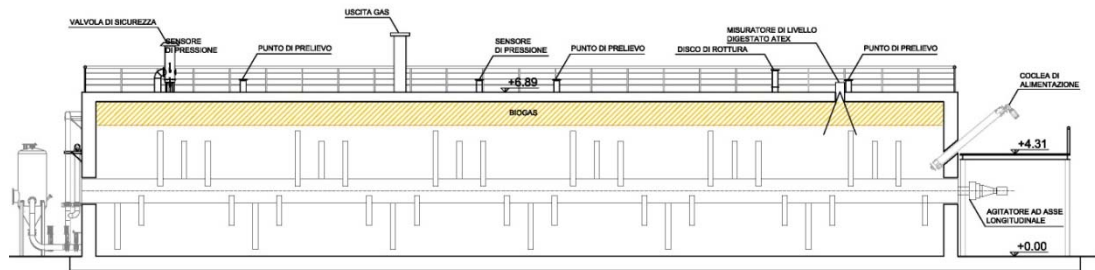 USCITA GAS
VALVOLA DI SICUREZZA
SENSORE
DI PRESSIONE
PUNTO DI PRELIEVO
SENSORE
DI PRESSIONE
PUNTO DI PRELIEVO
DISCO DI ROTTURA
MISURATORE DI LIVELLO
DIGESTATO ATEX
PUNTO DI PRELIEVO
COCLEA DI
ALIMENTAZIONE
+6.89
BIOGAS
+4.31
AGITATORE AD ASSE
LONGITUDINALE
+0.00